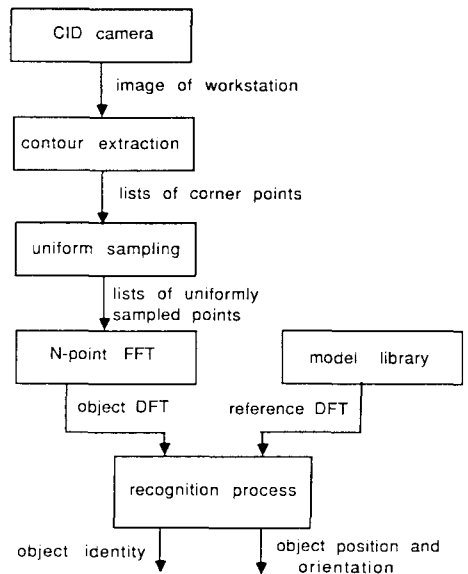 CID camera
image of workstation
contour extraction
lists of corner points
uniform sampling
lists of uniformly
sampled points
N-point FFT
model library
object DFT
reference DFT
recognition process
object identity
object position and
orientation